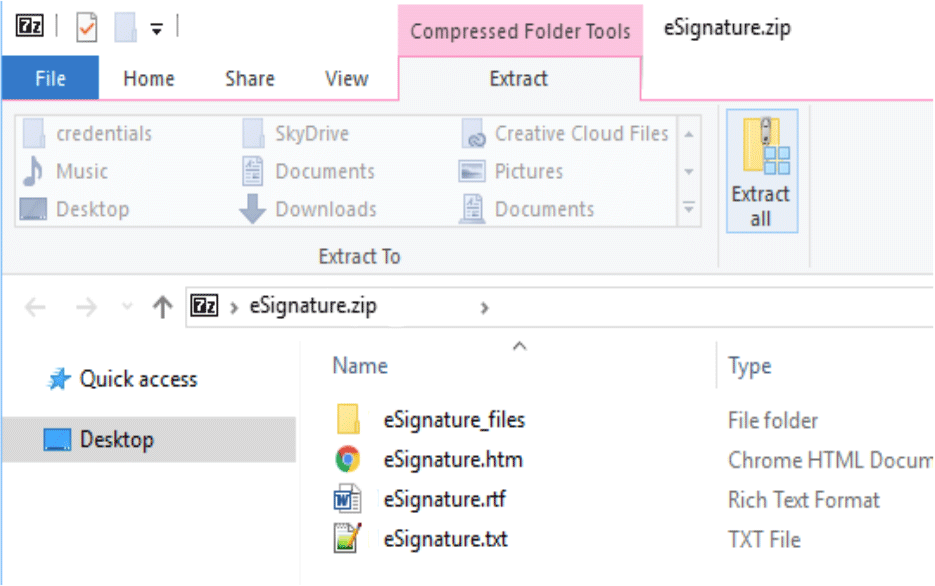 7z
Compressed Folder Tools
eSignature.zip
File Home Share View Extract
credentials SkyDrive Creative Cloud Files
Music Documents Pictures
Desktop Downloads Documents
Extract
all
Extract To
7z eSignature.zip
Name Type
Quick access
eSignature_files File folder
Desktop
eSignature.htm Chrome HTML Docum
eSignature.rtf Rich Text Format
eSignature.txt TXT File